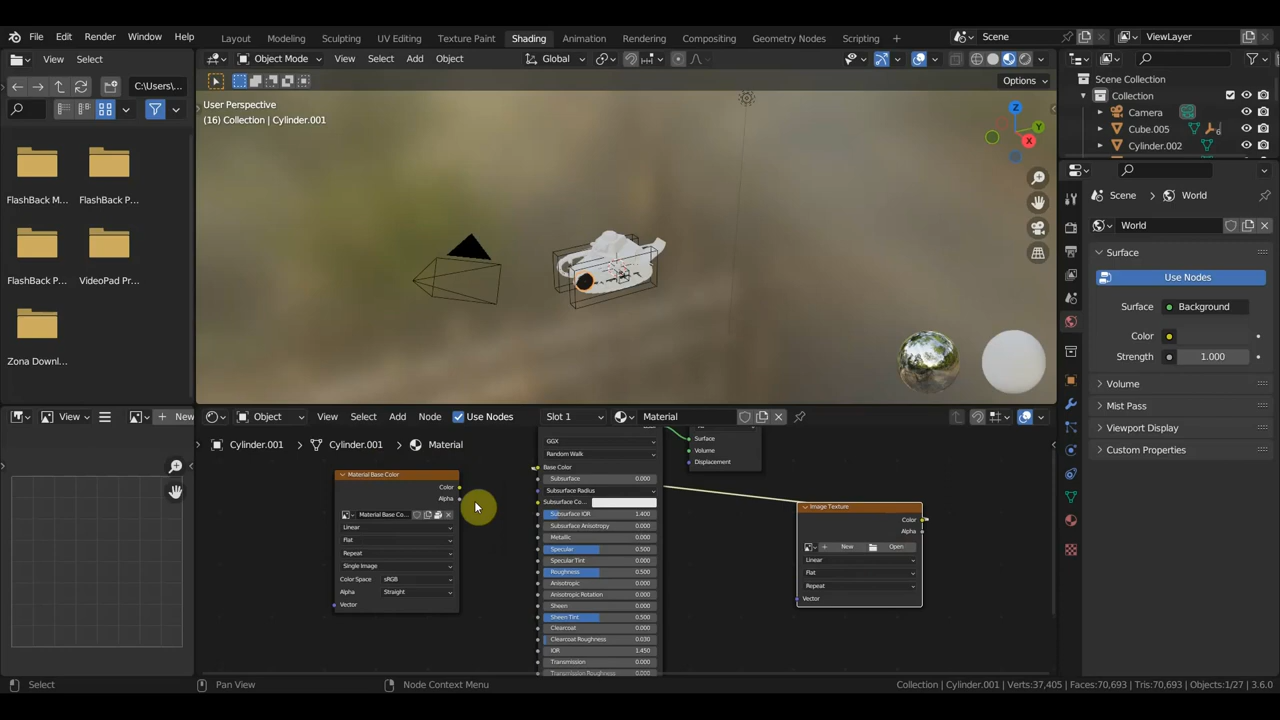 File Edit Render Window Help
Layout Modeling Sculpting UV Editing Texture Paint Shading Animation Rendering Compositing Geometry Nodes Scripting
Scene
ViewLayer
View Select
Object Mode View Select Add Object
Global
C:\Users\...
Options
Scene Collection
Collection
Camera
Cube.005
Cylinder.002
User Perspective
(16) Collection | Cylinder.001
Z
Y
X
FlashBack M...
FlashBack P...
FlashBack P...
VideoPad Pr...
Zona Downl...
Scene World
World
Surface
Use Nodes
Surface Background
Color
Strength 1.000
Volume
Mist Pass
Viewport Display
Custom Properties
View
New
Object View Select Add Node Use Nodes Slot 1 Material
Cylinder.001 Cylinder.001 Material
Material Base Color
Color
Alpha
Material Base Co...
Linear
Flat
Repeat
Single Image
Color Space sRGB
Alpha Straight
Vector
GGX
Random Walk
Base Color
Subsurface 0.000
Subsurface Radius
Subsurface Co...
Subsurface IOR 1.400
Subsurface Anisotropy 0.000
Metallic 0.000
Specular 0.500
Specular Tint 0.000
Roughness 0.500
Anisotropic 0.000
Anisotropic Rotation 0.000
Sheen 0.000
Sheen Tint 0.500
Clearcoat 0.000
Clearcoat Roughness 0.030
IOR 1.450
Transmission 0.000
Transmission Roughness 0.000
Surface
Volume
Displacement
Image Texture
Color
Alpha
New Open
Linear
Flat
Repeat
Vector
Select
Pan View
Node Context Menu
Collection | Cylinder.001 | Verts:37,405 | Faces:70,693 | Tris:70,693 | Objects:1/27 | 3.6.0